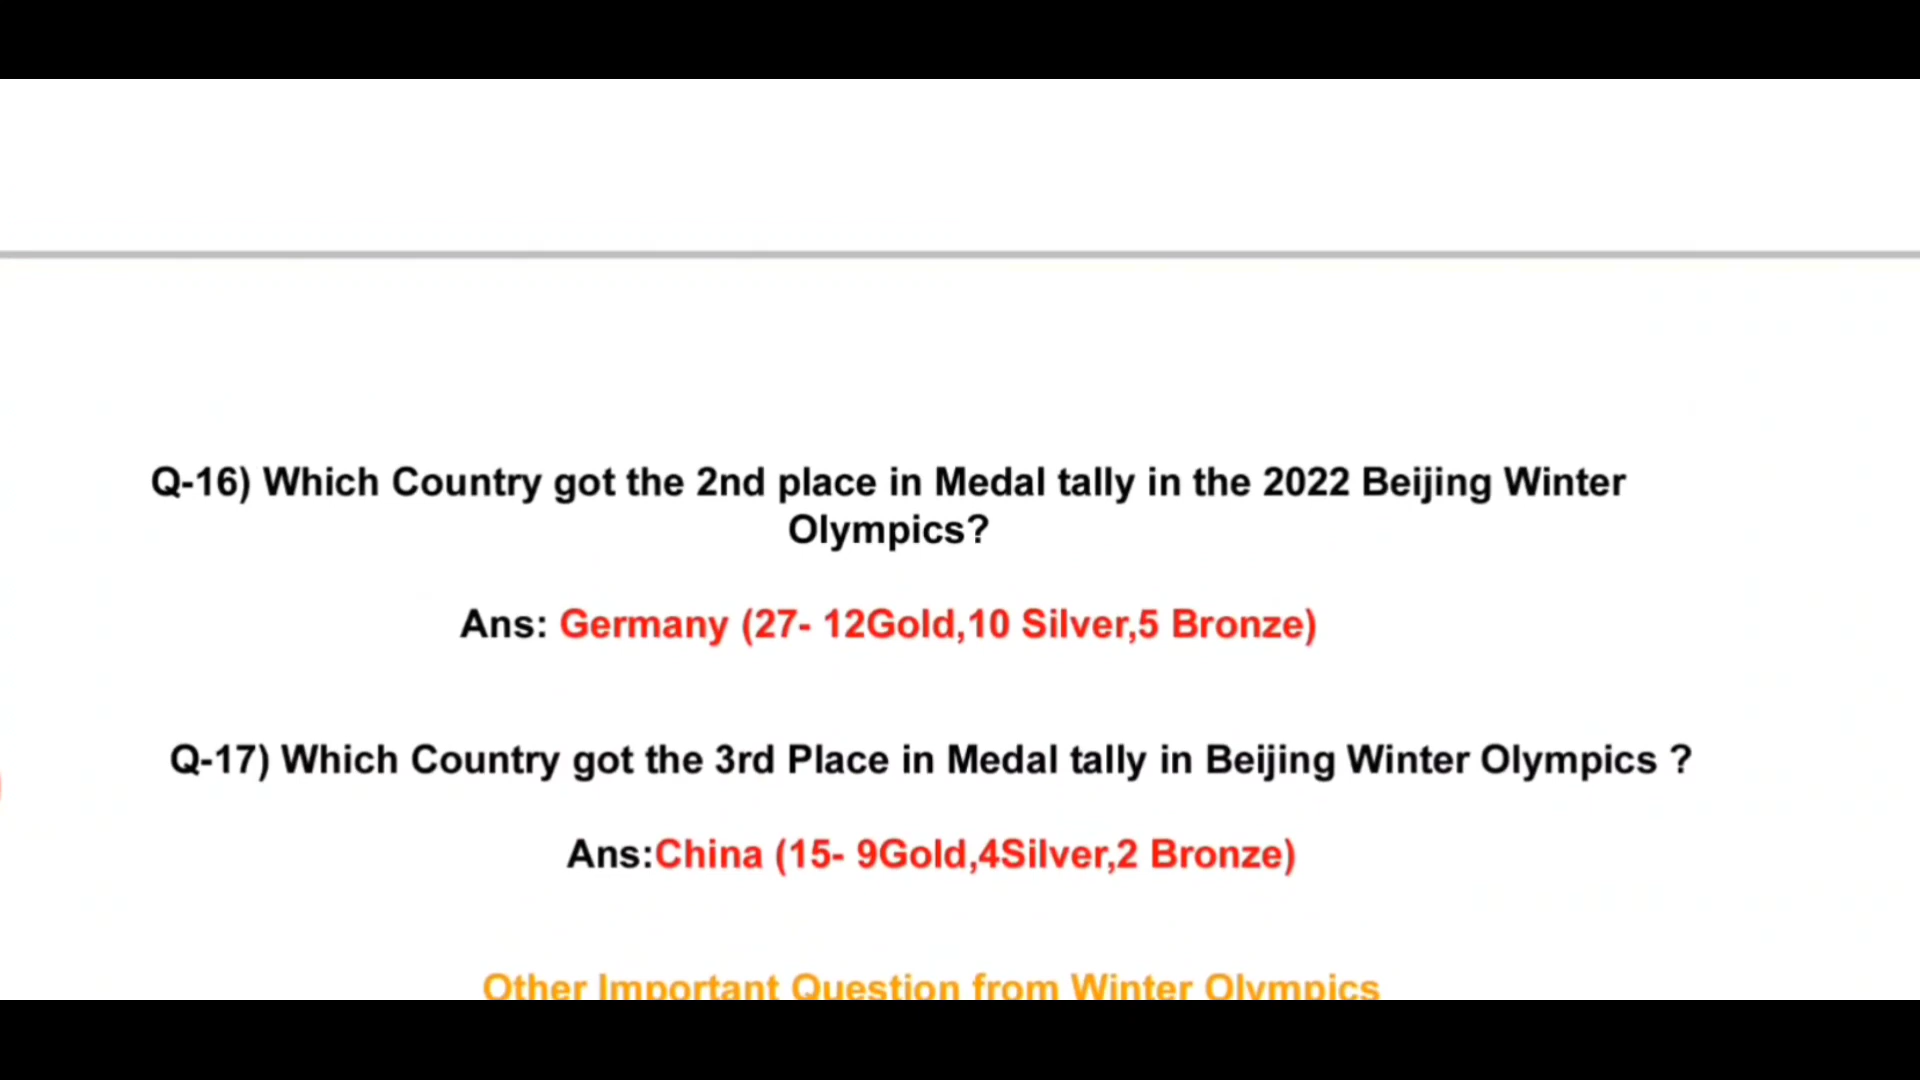 Q-16) Which Country got the 2nd place in Medal tally in the 2022 Beijing Winter
Olympics?
Ans: Germany (27- 12Gold,10 Silver,5 Bronze)
Q-17) Which Country got the 3rd Place in Medal tally in Beijing Winter Olympics ?
Ans:China (15- 9Gold,4Silver,2 Bronze)
Other Important Question from Winter Olympics